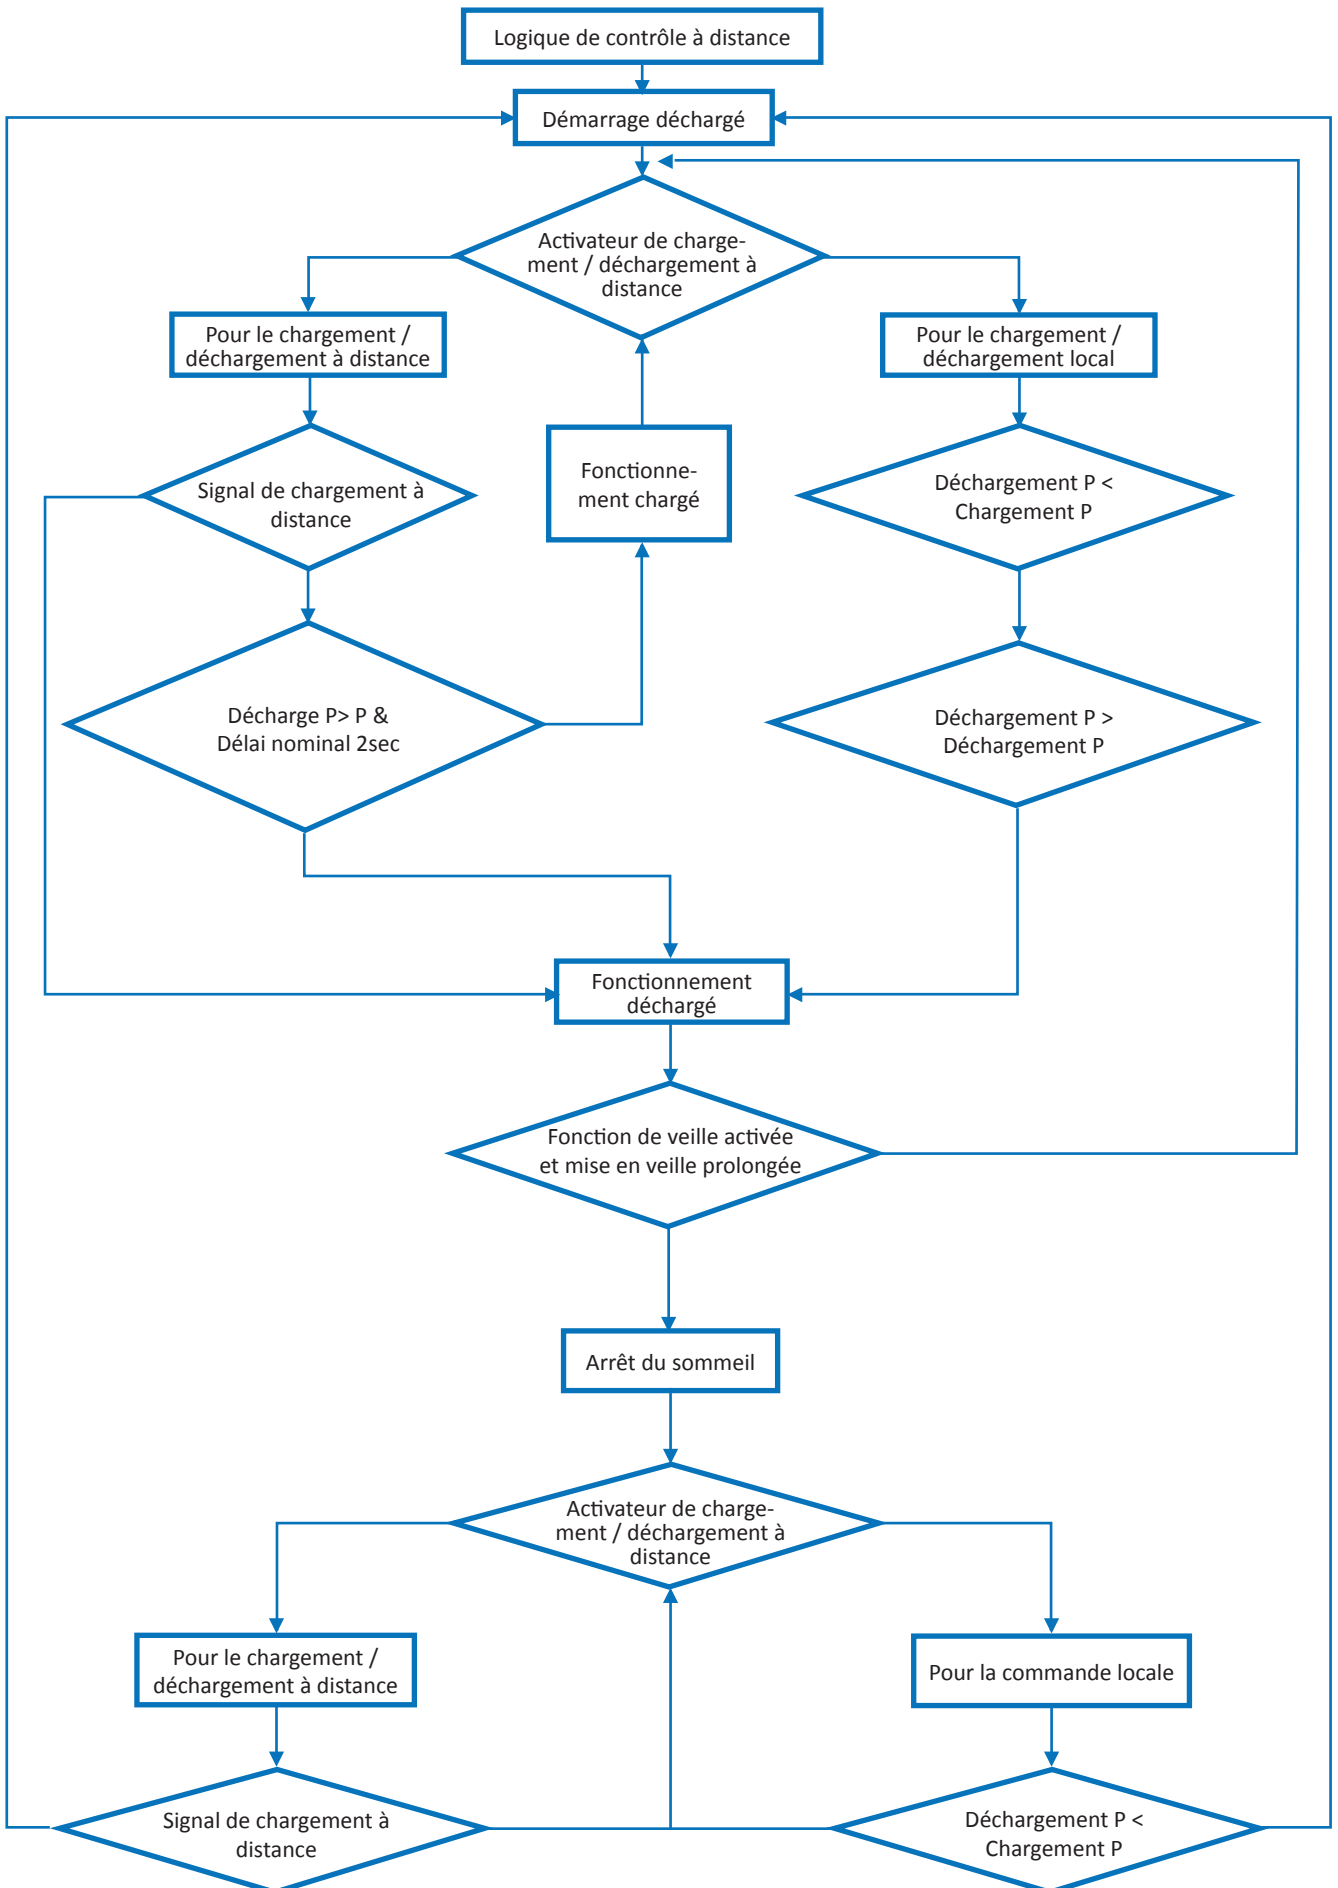 Logique de contrôle à distance
Démarrage déchargé
Activateur de charge-
ment / déchargement à
distance
Pour le chargement /
déchargement à distance
Pour le chargement /
déchargement local
Signal de chargement à
distance
Fonctionne-
ment chargé
Déchargement P <
Chargement P
Décharge P> P &
Délai nominal 2sec
Déchargement P >
Déchargement P
Fonctionnement
déchargé
Fonction de veille activée
et mise en veille prolongée
Arrêt du sommeil
Activateur de charge-
ment / déchargement à
distance
Pour le chargement /
déchargement à distance
Pour la commande locale
Signal de chargement à
distance
Déchargement P <
Chargement P